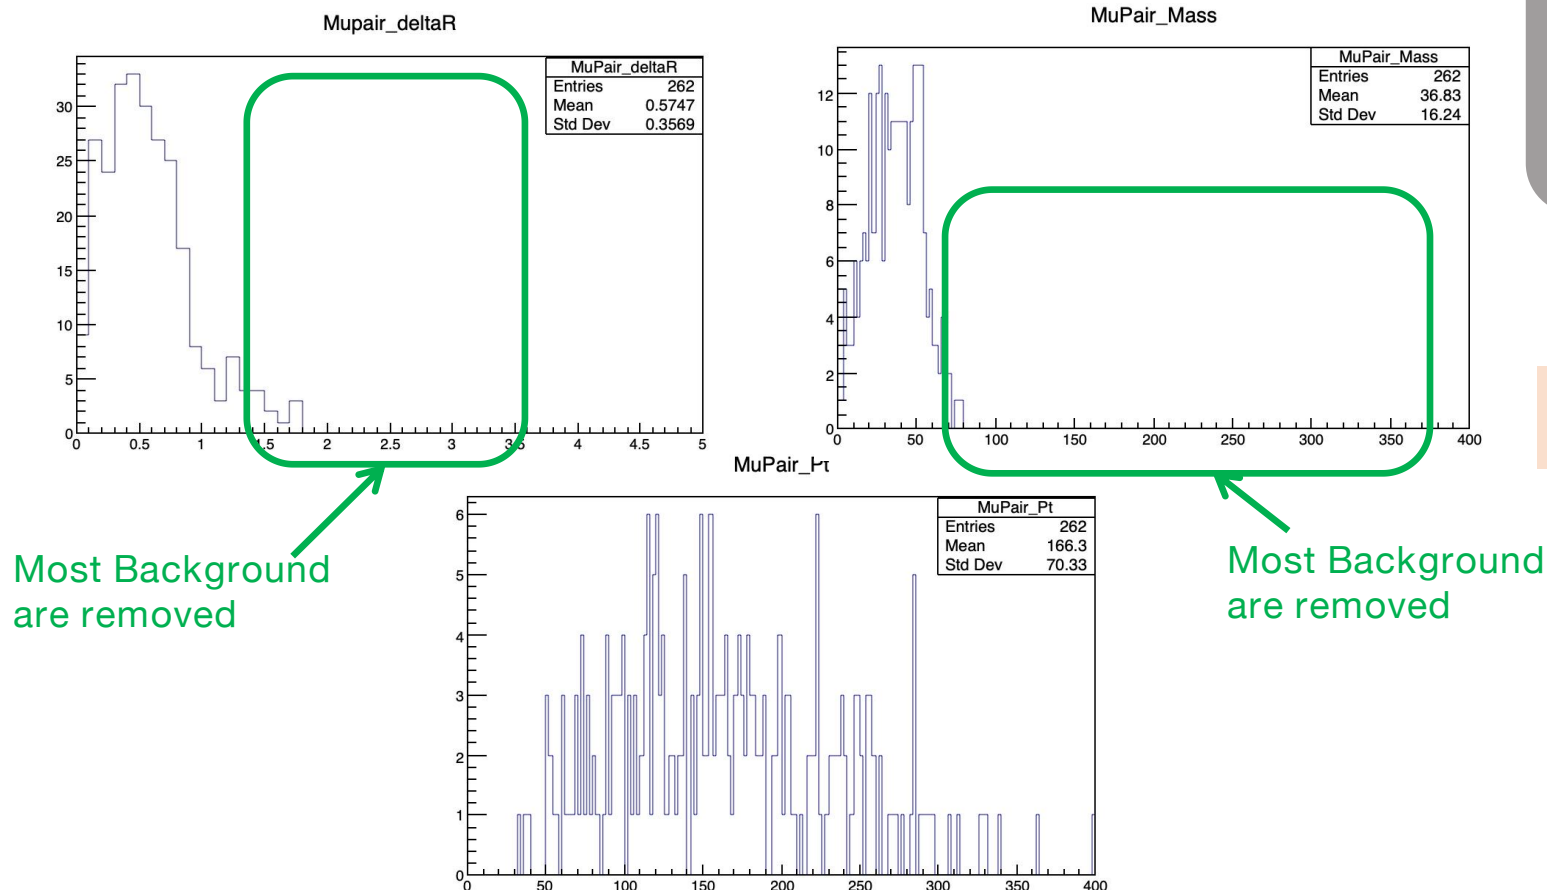 Mupair_deltaR
MuPair_deltaR
Entries 262
Mean 0.5747
Std Dev 0.3569
30
25
20
15
10
5
0
0 0.5 1 1.5 2 2.5 3 3.5 4 4.5 5
MuPair_Mass
MuPair_Mass
Entries 262
Mean 36.83
Std Dev 16.24
12
10
8
6
4
2
0
0 50 100 150 200 250 300 350 400
Most Background
are removed
MuPair_Pt
MuPair_Pt
Entries 262
Mean 166.3
Std Dev 70.33
6
5
4
3
2
1
0
0 50 100 150 200 250 300 350 400
Most Background
are removed